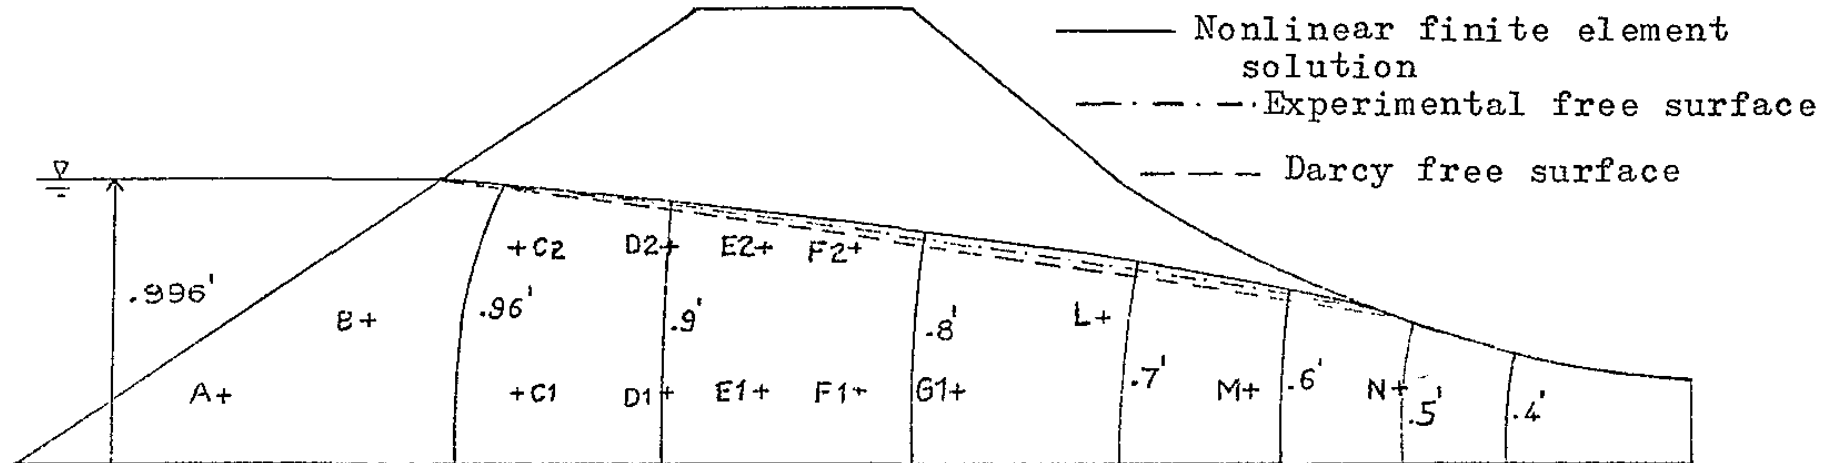 Nonlinear finite element
solution
Experimental free surface
Darcy free surface
.996'
A+
B+
.96'
+C2
+C1
D2+
D1+
.9'
E2+
E1+
F2+
F1+
.8'
G1+
L+
.7'
M+
.6'
N+
.5'
.4'